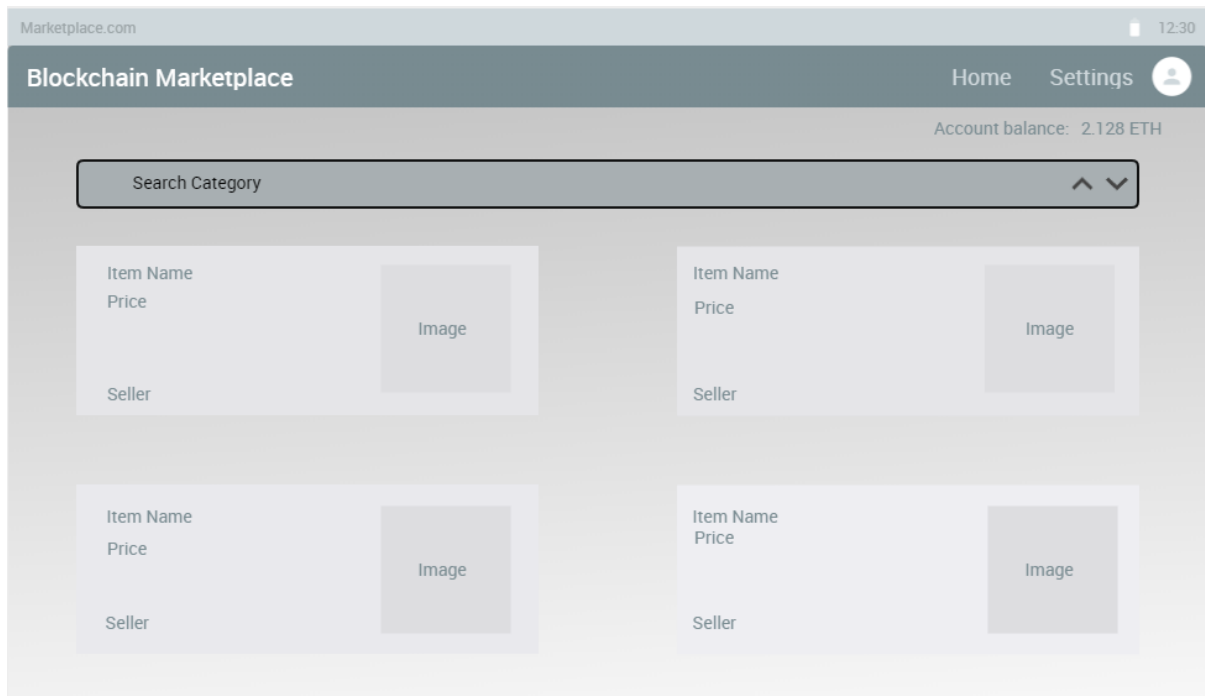 Marketplace.com 12:30
Blockchain Marketplace Home Settings
Account balance: 2.128 ETH
Search Category
Item Name
Price
Image
Seller
Item Name
Price
Image
Seller
Item Name
Price
Image
Seller
Item Name
Price
Image
Seller